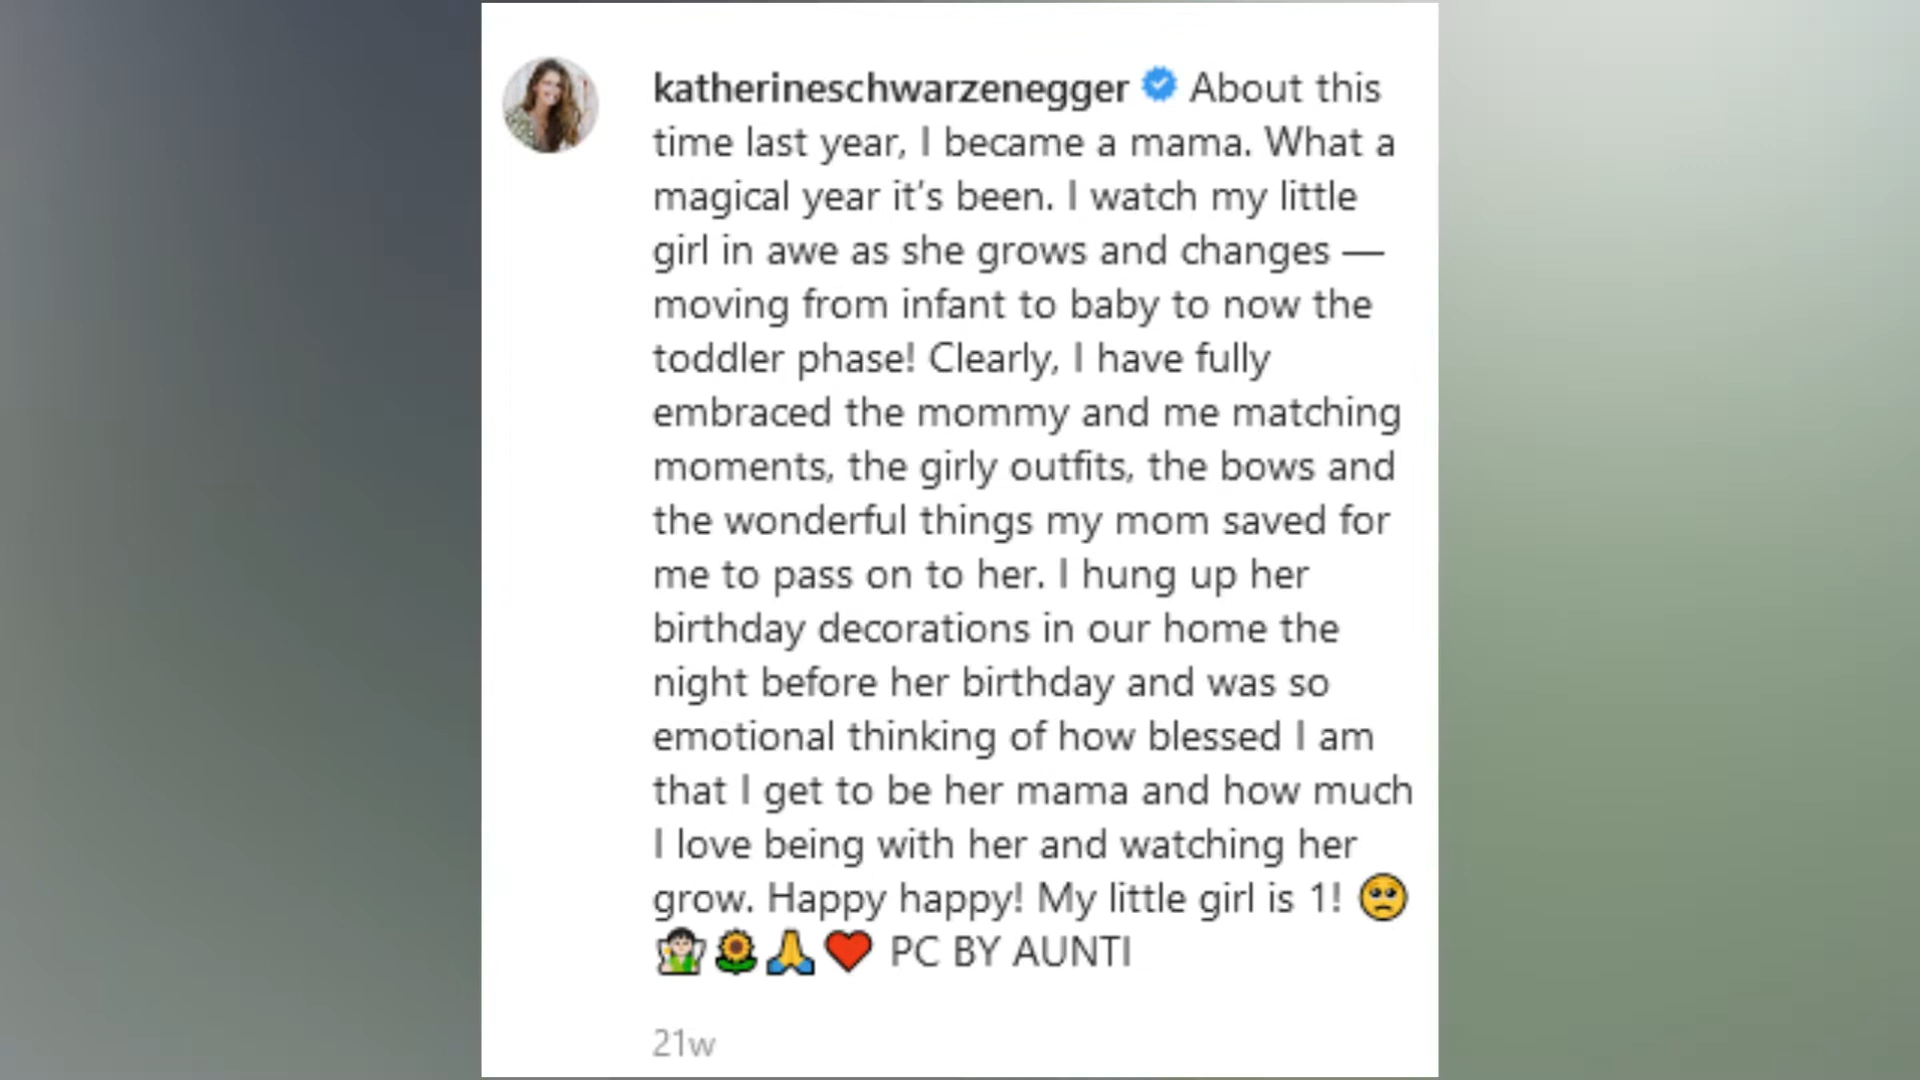 katherineschwarzenegger About this
time last year, I became a mama. What a
magical year it's been. I watch my little
girl in awe as she grows and changes —
moving from infant to baby to now the
toddler phase! Clearly, I have fully
embraced the mommy and me matching
moments, the girly outfits, the bows and
the wonderful things my mom saved for
me to pass on to her. I hung up her
birthday decorations in our home the
night before her birthday and was so
emotional thinking of how blessed I am
that I get to be her mama and how much
I love being with her and watching her
grow. Happy happy! My little girl is 1! 🥺
🧚🏻🌻🙏❤️ PC BY AUNTI
21w